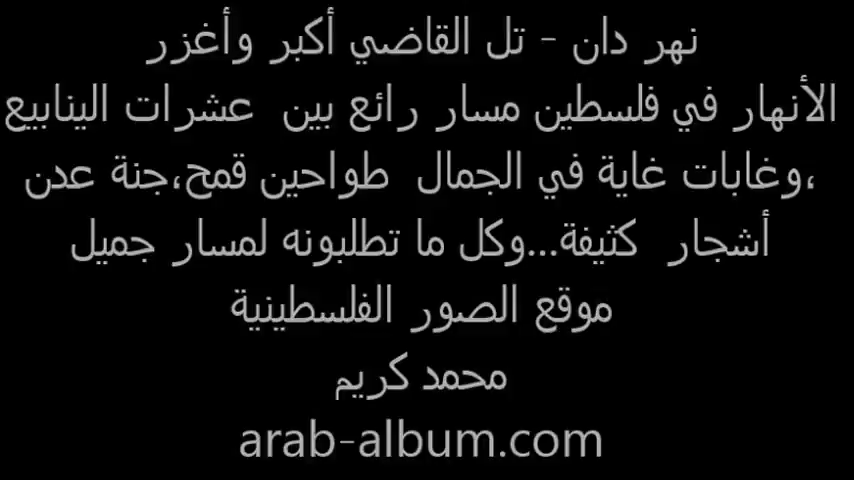 نهر دان - تل القاضي أكبر وأغزر
الأنهار في فلسطين مسار رائع بين عشرات الينابيع
،وغابات غاية في الجمال طواحين قمح،جنة عدن
أشجار كثيفة...وكل ما تطلبونه لمسار جميل
موقع الصور الفلسطينية
محمد كريم
arab-album.com